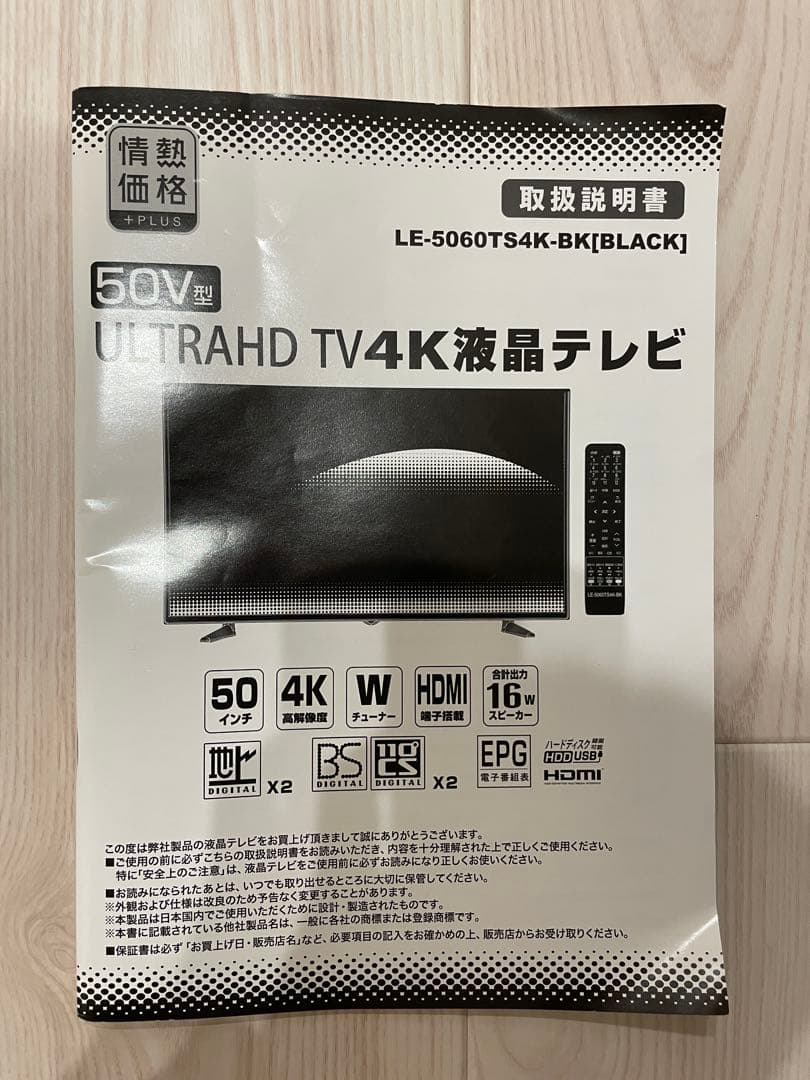 情熱
価格
+PLUS
取扱説明書
LE-5060TS4K-BK[BLACK]
50V型
ULTRAHD TV 4K液晶テレビ
LE-5060TS4K-BK
50
インチ
4K
高解像度
W
チューナー
HDMI
端子搭載
合計出力
16W
スピーカー
地上
DIGITAL
X2
BS
DIGITAL
110°
CS
DIGITAL
X2
EPG
電子番組表
ハードディスク 録画可能
HDD USB
HDMI
この度は弊社製品の液晶テレビをお買上げ頂きまして誠にありがとうございます。
■ご使用の前に必ずこちらの取扱説明書をお読みいただき、内容を十分理解された上で正しくご使用ください。
特に「安全上のご注意」は、液晶テレビをご使用前に必ずお読みになり正しくお使いください。
■お読みになられたあとは、いつでも取り出せるところに大切に保管してください。
※外観および仕様は改良のため予告なく変更することがあります。
※本製品は日本国内でご使用いただくために設計・製造されたものです。
※本書に記載されている他社製品名は、一般に各社の商標または登録商標です。
■保証書は必ず「お買上げ日・販売店名」など、必要項目の記入をお確かめの上、販売店からお受け取りください。